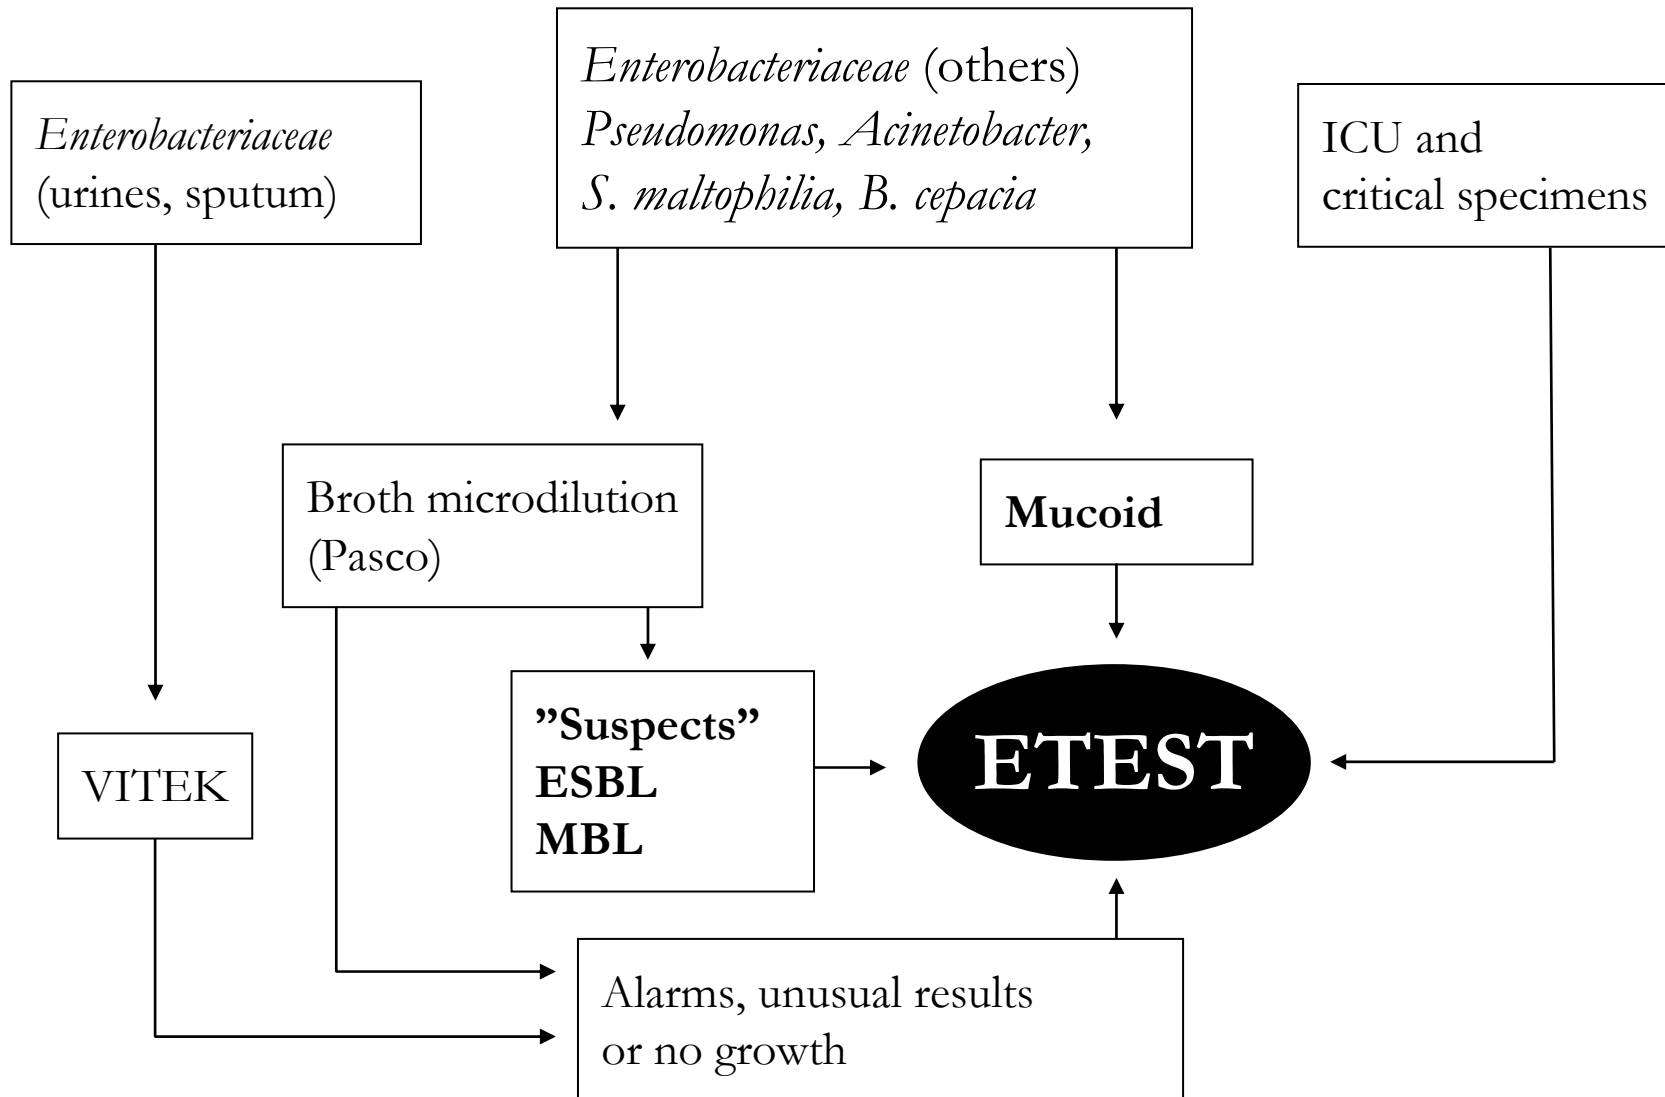 Enterobacteriaceae
(urines, sputum)
Enterobacteriaceae (others)
Pseudomonas, Acinetobacter,
S. maltophilia, B. cepacia
ICU and
critical specimens
Broth microdilution
(Pasco)
Mucoid
”Suspects”
ESBL
MBL
ETEST
VITEK
Alarms, unusual results
or no growth